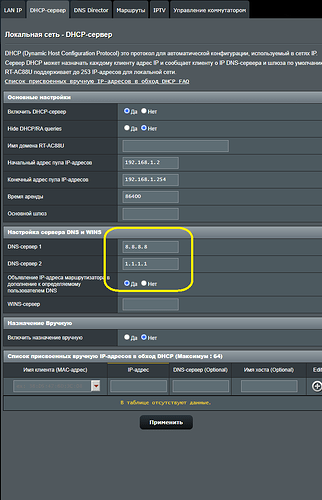 LAN IP DHCP-сервер DNS Director Маршруты IPTV Управление коммутатором
Локальная сеть - DHCP-сервер
DHCP (Dynamic Host Configuration Protocol) это протокол для автоматической конфигурации, используемый в сетях IP.
Сервер DHCP может назначать каждому клиенту адрес IP и сообщает клиенту о IP DNS-сервера и шлюза по умолчани
RT-AC88U поддерживает до 253 IP-адресов для локальной сети.
Список присвоенных вручную IP-адресов в обход DHCP FAQ
Основные настройки
Включить DHCP-сервер Да Нет
Hide DHCP/RA queries Да Нет
Имя домена RT-AC88U
Начальный адрес пула IP-адресов 192.168.1.2
Конечный адрес пула IP-адресов 192.168.1.254
Время аренды 86400
Основной шлюз
Настройка сервера DNS и WINS
DNS-сервер 1 8.8.8.8
DNS-сервер 2 1.1.1.1
Объявление IP-адреса маршрутизатора в
дополнение к определяемому
пользователем DNS Да Нет
WINS-сервер
Назначение Вручную
Включить назначение вручную Да Нет
Список присвоенных вручную IP-адресов в обход DHCP (Максимум : 64)
Имя клиента (MAC-адрес) IP-адрес DNS-сервер (Optional) Имя хоста (Optional) Edi
В таблице отсутствуют данные.
Применить